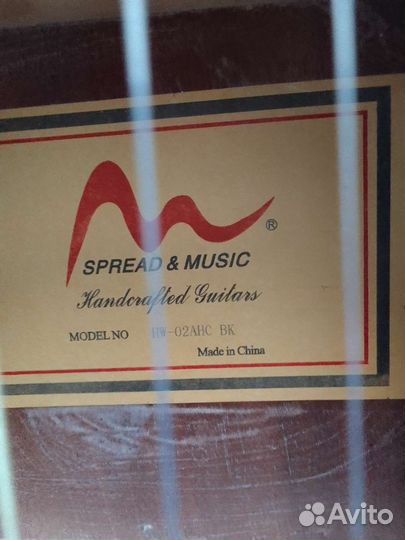 ®
SPREAD & MUSIC
Handcrafted Guitars
MODEL NO HW-02AHC BK
Made in China
Avito